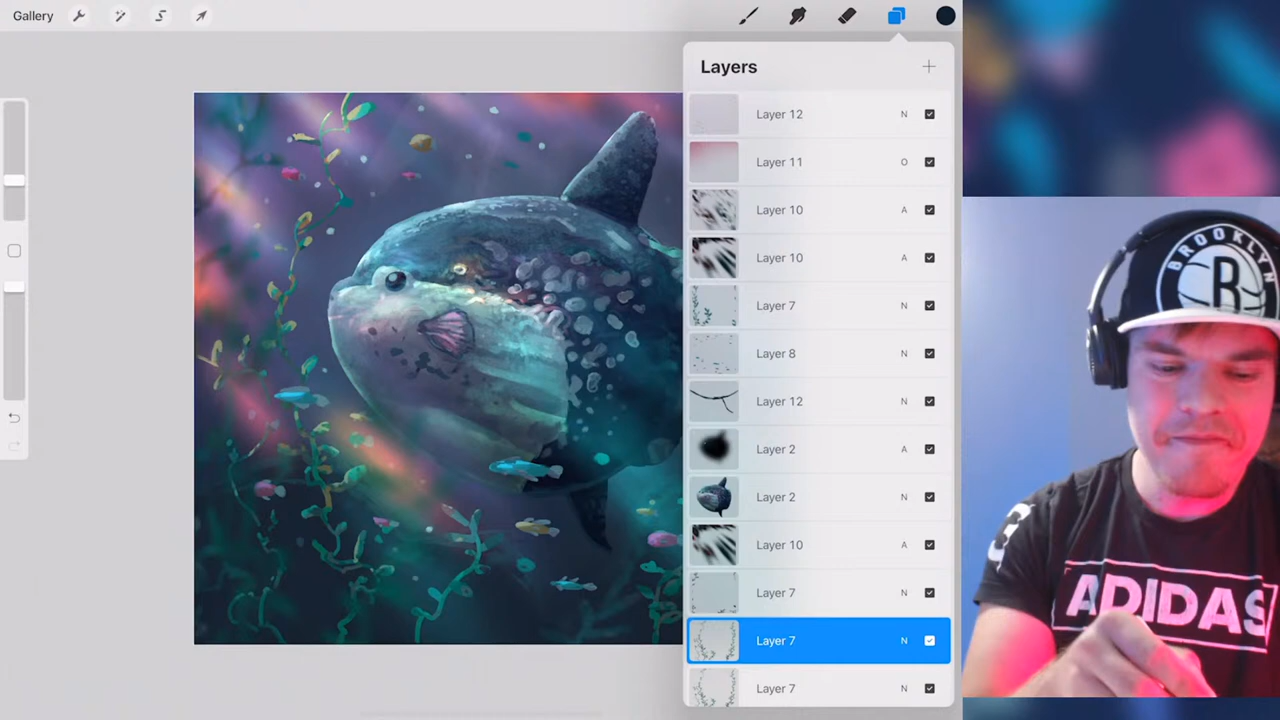 Gallery
Layers
Layer 12 N
Layer 11 O
Layer 10 A
Layer 10 A
Layer 7 N
Layer 8 N
Layer 12 N
Layer 2 A
Layer 2 N
Layer 10 A
Layer 7 N
Layer 7 N
Layer 7 N
BROOKLYN
B
3
ADIDAS